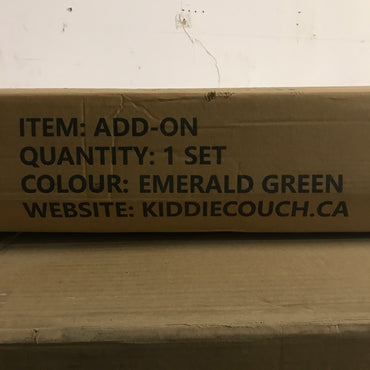 ITEM: ADD-ON
QUANTITY: 1 SET
COLOUR: EMERALD GREEN
WEBSITE: KIDDIECOUCH.CA